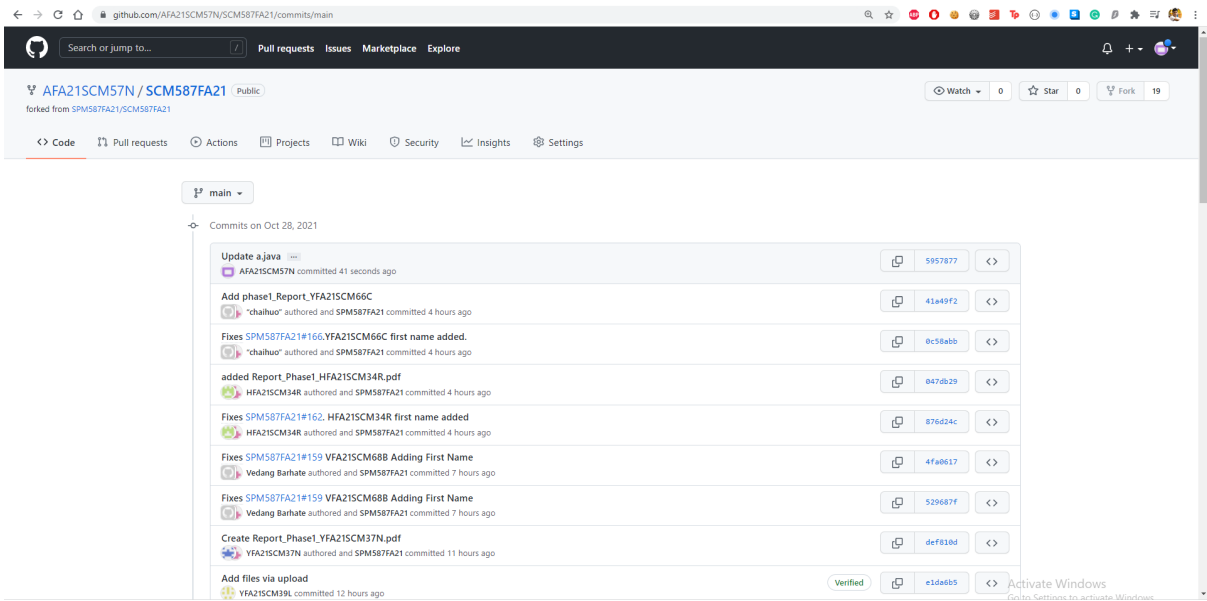 github.com/AFA21SCM57N/SCM587FA21/commits/main
Search or jump to... /
Pull requests Issues Marketplace Explore
AFA21SCM57N / SCM587FA21 Public
Watch 0 Star 0 Fork 19
forked from SPM587FA21/SCM587FA21
Code Pull requests Actions Projects Wiki Security Insights Settings
main
Commits on Oct 28, 2021
Update a.java ...
AFA21SCM57N committed 41 seconds ago
5957877
Add phase1_Report_YFA21SCM66C
"chaihuo" authored and SPM587FA21 committed 4 hours ago
41a49f2
Fixes SPM587FA21#166.YFA21SCM66C first name added.
"chaihuo" authored and SPM587FA21 committed 4 hours ago
0c58abb
added Report_Phase1_HFA21SCM34R.pdf
HFA21SCM34R authored and SPM587FA21 committed 4 hours ago
047db29
Fixes SPM587FA21#162. HFA21SCM34R first name added
HFA21SCM34R authored and SPM587FA21 committed 4 hours ago
876d24c
Fixes SPM587FA21#159 VFA21SCM68B Adding First Name
Vedang Barhate authored and SPM587FA21 committed 7 hours ago
4fa0617
Fixes SPM587FA21#159 VFA21SCM68B Adding First Name
Vedang Barhate authored and SPM587FA21 committed 7 hours ago
529687f
Create Report_Phase1_YFA21SCM37N.pdf
YFA21SCM37N authored and SPM587FA21 committed 11 hours ago
def810d
Add files via upload
YFA21SCM39L committed 12 hours ago
Verified
e1da6b5
Activate Windows
Go to Settings to activate Windows.